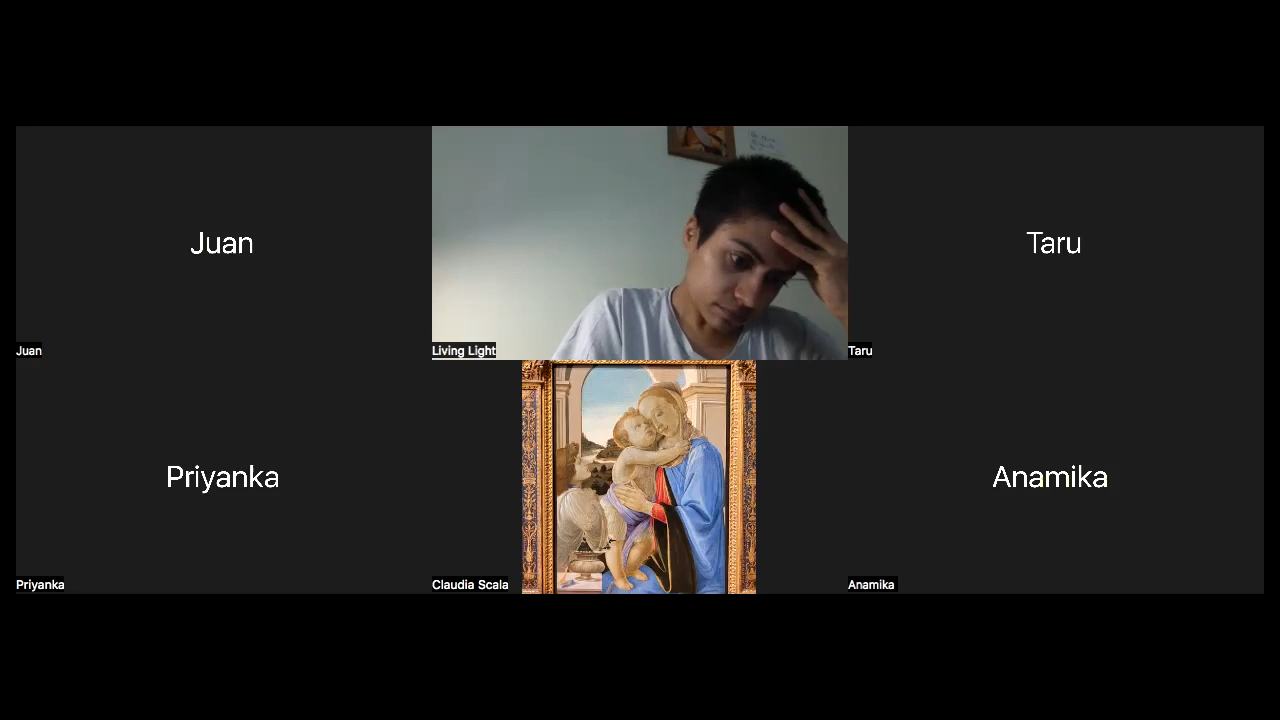 Juan
Taru
Juan
Living Light
Taru
Priyanka
Anamika
Priyanka
Claudia Scala
Anamika